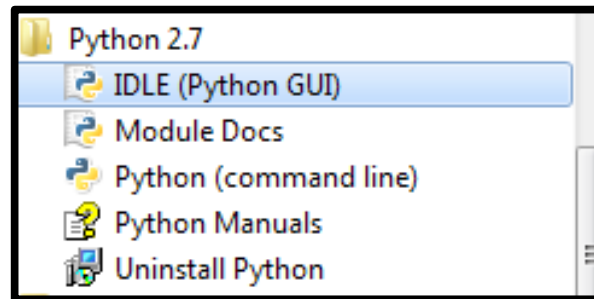 Python 2.7
IDLE (Python GUI)
Module Docs
Python (command line)
Python Manuals
Uninstall Python